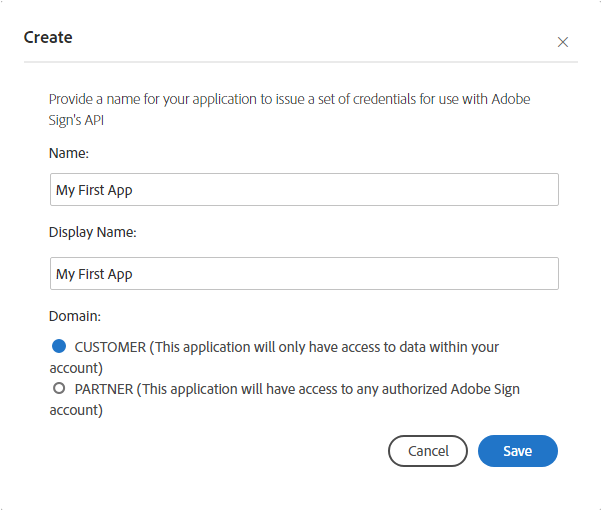 Create
Provide a name for your application to issue a set of credentials for use with Adobe
Sign's API
Name:
My First App
Display Name:
My First App
Domain:
CUSTOMER (This application will only have access to data within your
account)
PARTNER (This application will have access to any authorized Adobe Sign
account)
Cancel
Save